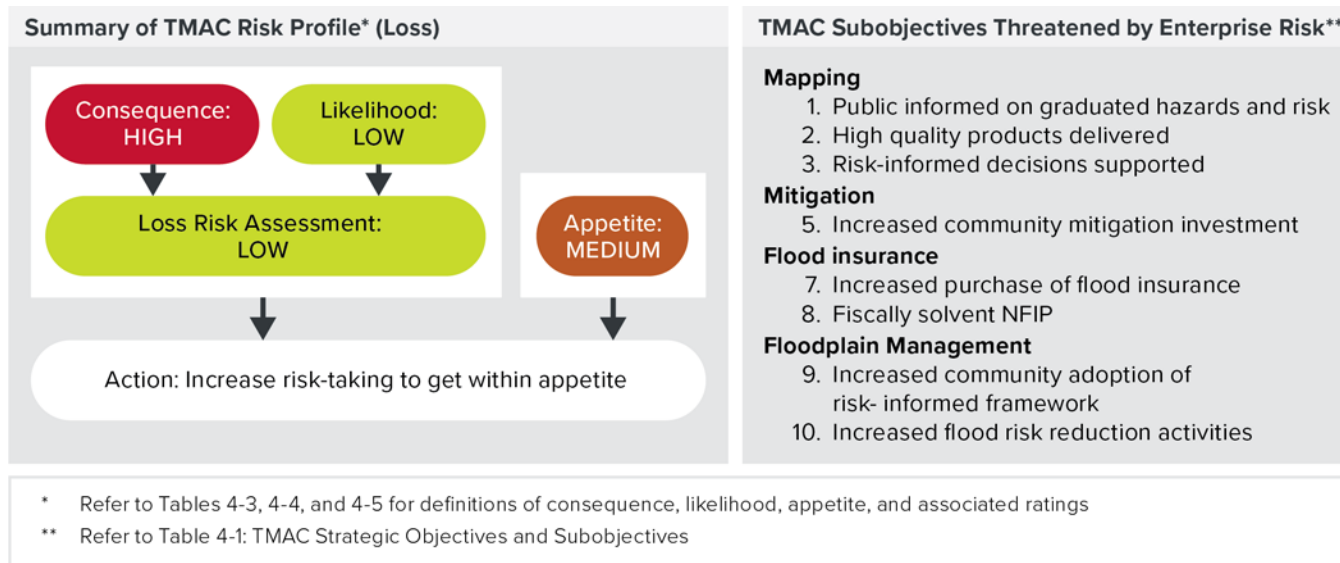 Summary of TMAC Risk Profile* (Loss)
Consequence:
HIGH
Likelihood:
LOW
Loss Risk Assessment:
LOW
Appetite:
MEDIUM
Action: Increase risk-taking to get within appetite
TMAC Subobjectives Threatened by Enterprise Risk**
Mapping
1. Public informed on graduated hazards and risk
2. High quality products delivered
3. Risk-informed decisions supported
Mitigation
5. Increased community mitigation investment
Flood insurance
7. Increased purchase of flood insurance
8. Fiscally solvent NFIP
Floodplain Management
9. Increased community adoption of
risk- informed framework
10. Increased flood risk reduction activities
* Refer to Tables 4-3, 4-4, and 4-5 for definitions of consequence, likelihood, appetite, and associated ratings
** Refer to Table 4-1: TMAC Strategic Objectives and Subobjectives